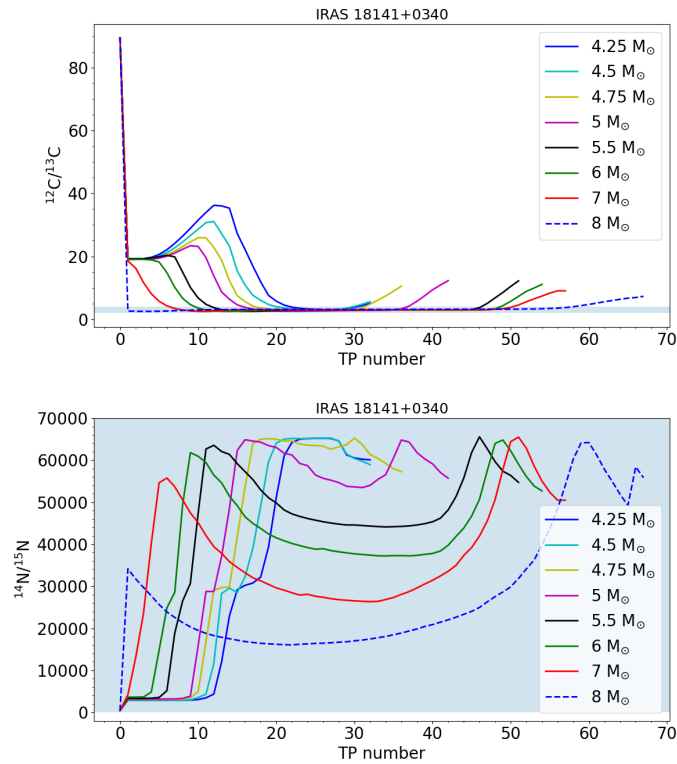 IRAS 18141+0340
80
60
40
20
0
¹²C/¹³C
4.25 M⊙
4.5 M⊙
4.75 M⊙
5 M⊙
5.5 M⊙
6 M⊙
7 M⊙
8 M⊙
0 10 20 30 40 50 60 70
TP number
IRAS 18141+0340
70000
60000
50000
40000
30000
20000
10000
0
¹⁴N/¹⁵N
4.25 M⊙
4.5 M⊙
4.75 M⊙
5 M⊙
5.5 M⊙
6 M⊙
7 M⊙
8 M⊙
0 10 20 30 40 50 60 70
TP number